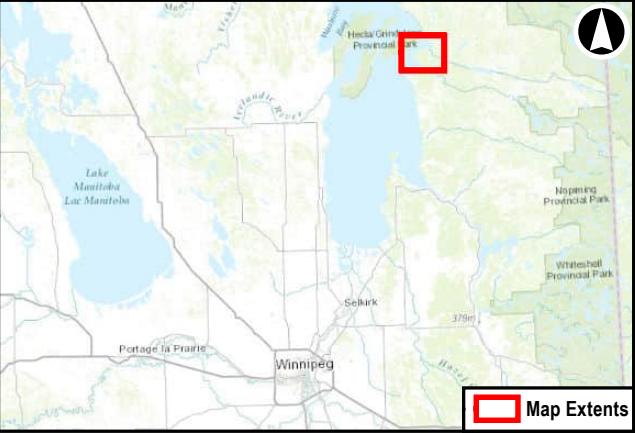 Hecla/Grindstone
Provincial Park
Icelandic River
Lake
Manitoba
Lac Manitoba
Nopiming
Provincial Park
Whiteshell
Provincial Park
Selkirk
379m
Portage la Prairie
Winnipeg
Map Extents